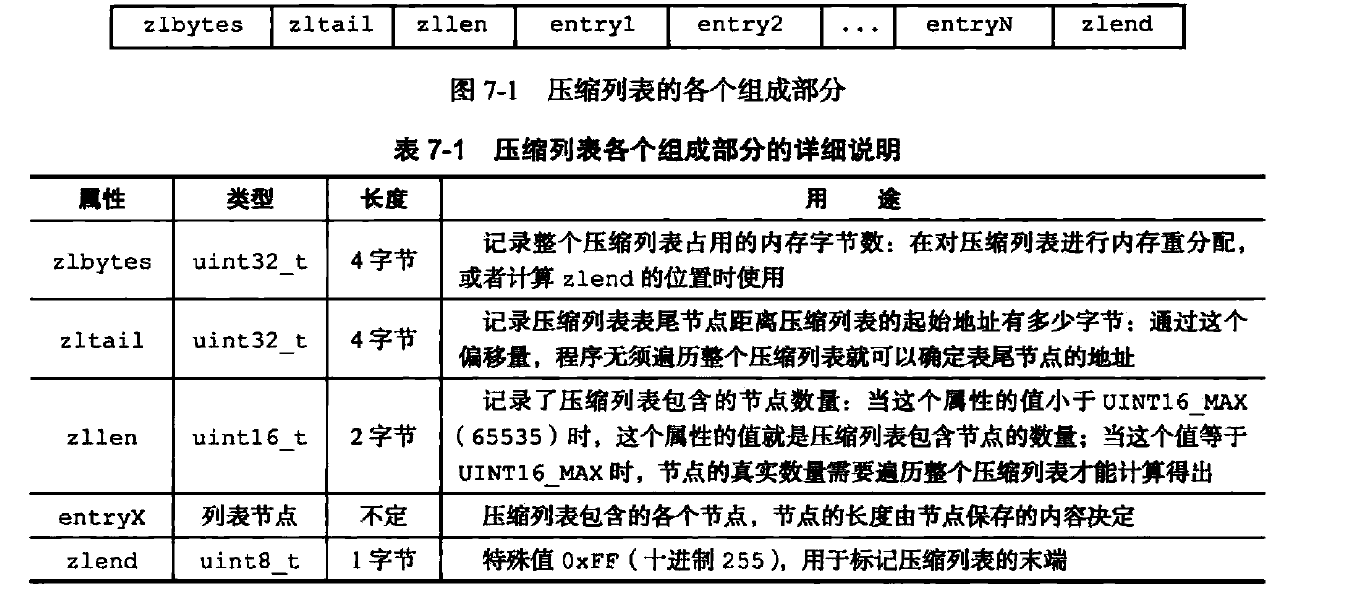 zlbytes zltail zllen entry1 entry2 ... entryN zlend
图 7-1 压缩列表的各个组成部分
表 7-1 压缩列表各个组成部分的详细说明
属性 类型 长度 用 途
zlbytes uint32_t 4 字节 记录整个压缩列表占用的内存字节数：在对压缩列表进行内存重分配，
或者计算 zlend 的位置时使用
zltail uint32_t 4 字节 记录压缩列表表尾节点距离压缩列表的起始地址有多少字节：通过这个
偏移量，程序无须遍历整个压缩列表就可以确定表尾节点的地址
zllen uint16_t 2 字节 记录了压缩列表包含的节点数量：当这个属性的值小于 UINT16_MAX
（65535）时，这个属性的值就是压缩列表包含节点的数量；当这个值等于
UINT16_MAX 时，节点的真实数量需要遍历整个压缩列表才能计算得出
entryX 列表节点 不定 压缩列表包含的各个节点，节点的长度由节点保存的内容决定
zlend uint8_t 1 字节 特殊值 0xFF（十进制 255），用于标记压缩列表的末端